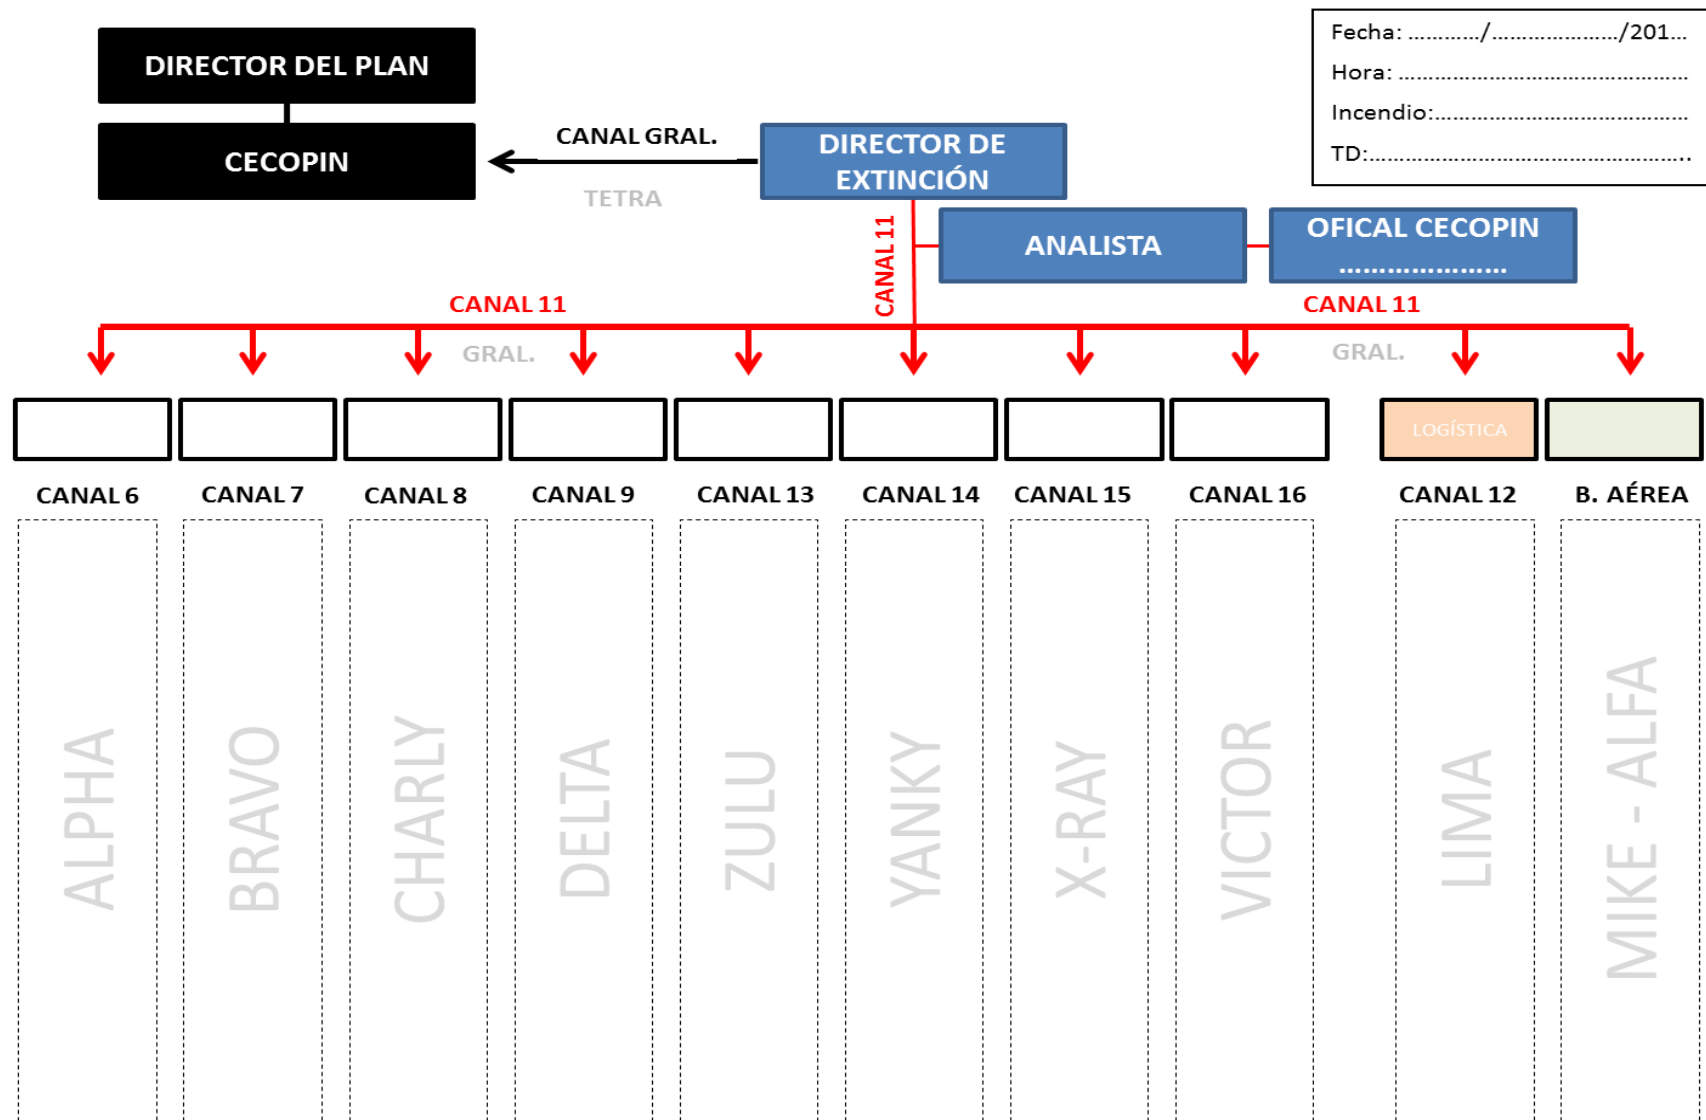 Fecha: ………../…………………/201…
Hora: …………………………………
Incendio:………………………………
TD:……………………………………..
DIRECTOR DEL PLAN
CECOPIN
CANAL GRAL.
TETRA
DIRECTOR DE
EXTINCIÓN
CANAL 11
ANALISTA
OFICAL CECOPIN
…………………
CANAL 11
GRAL.
CANAL 11
GRAL.
LOGÍSTICA
CANAL 6
CANAL 7
CANAL 8
CANAL 9
CANAL 13
CANAL 14
CANAL 15
CANAL 16
CANAL 12
B. AÉREA
ALPHA
BRAVO
CHARLY
DELTA
ZULU
YANKY
X-RAY
VICTOR
LIMA
MIKE - ALFA